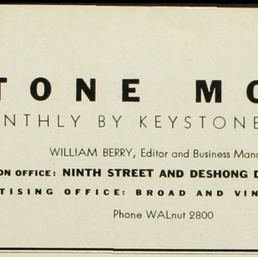 TONE MO
NTHLY BY KEYSTONE
WILLIAM BERRY, Editor and Business Mana
ON OFFICE: NINTH STREET AND DESHONG D
TISING OFFICE: BROAD AND VIN
Phone WALnut 2800